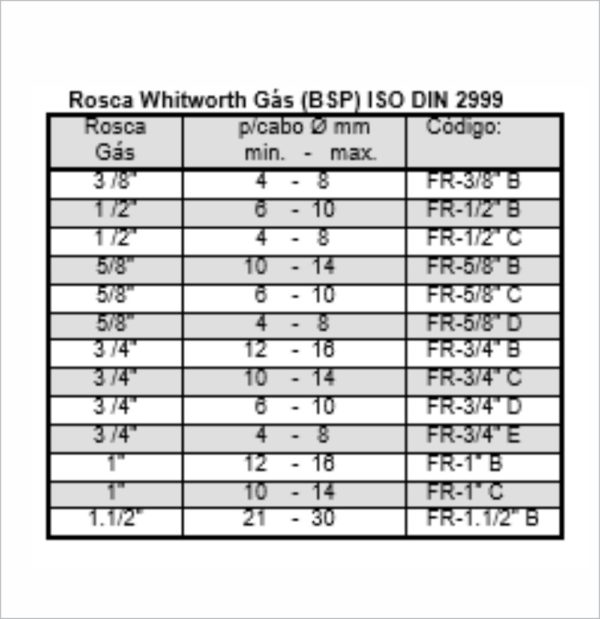 Rosca Whitworth Gás (BSP) ISO DIN 2999
Rosca Gás p/cabo Ø mm min. - max. Código:
3 /8" 4 - 8 FR-3/8" B
1 /2" 6 - 10 FR-1/2" B
1 /2" 4 - 8 FR-1/2" C
5/8" 10 - 14 FR-5/8" B
5/8" 6 - 10 FR-5/8" C
5/8" 4 - 8 FR-5/8" D
3 /4" 12 - 16 FR-3/4" B
3 /4" 10 - 14 FR-3/4" C
3 /4" 6 - 10 FR-3/4" D
3 /4" 4 - 8 FR-3/4" E
1" 12 - 16 FR-1" B
1" 10 - 14 FR-1" C
1.1/2" 21 - 30 FR-1.1/2" B